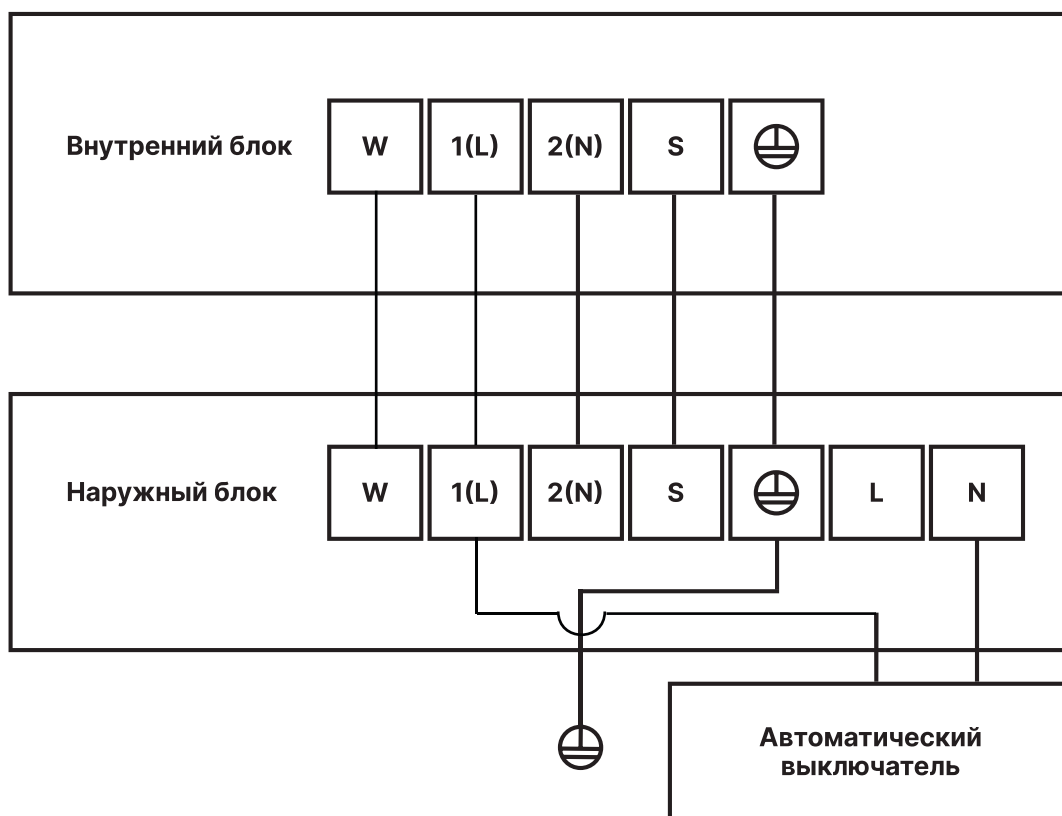 Внутренний блок
W 1(L) 2(N) S
Наружный блок
W 1(L) 2(N) S L N
Автоматический
выключатель